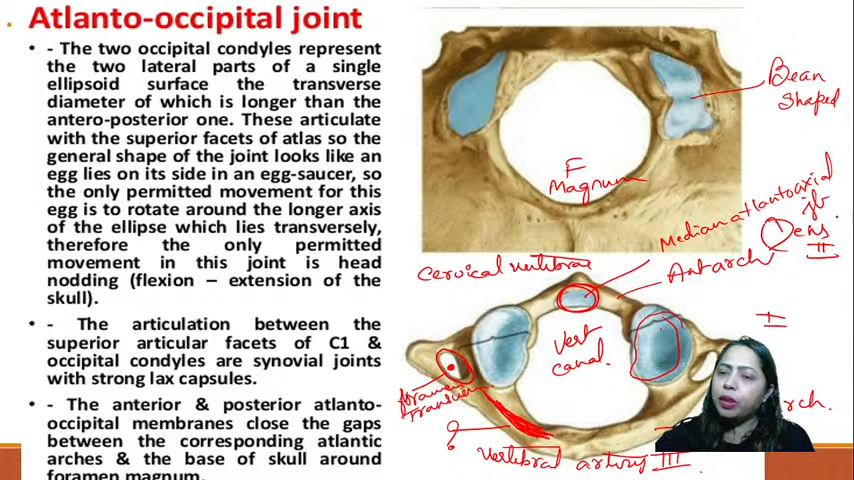 Atlanto-occipital joint
• - The two occipital condyles represent
the two lateral parts of a single
ellipsoid surface the transverse
diameter of which is longer than the
antero-posterior one. These articulate
with the superior facets of atlas so the
general shape of the joint looks like an
egg lies on its side in an egg-saucer, so
the only permitted movement for this
egg is to rotate around the longer axis
of the ellipse which lies transversely,
therefore the only permitted
movement in this joint is head
nodding (flexion – extension of the
skull).
• - The articulation between the
superior articular facets of C1 &
occipital condyles are synovial joints
with strong lax capsules.
• - The anterior & posterior atlanto-
occipital membranes close the gaps
between the corresponding atlantic
arches & the base of skull around
foramen magnum.
Bean
Shaped
F
Magnum
Median atlantoaxial
jt
Dens
II
Cervical vertebrae
Ant arch
I
Vert
canal.
foramen
rch.
vertebral artery III